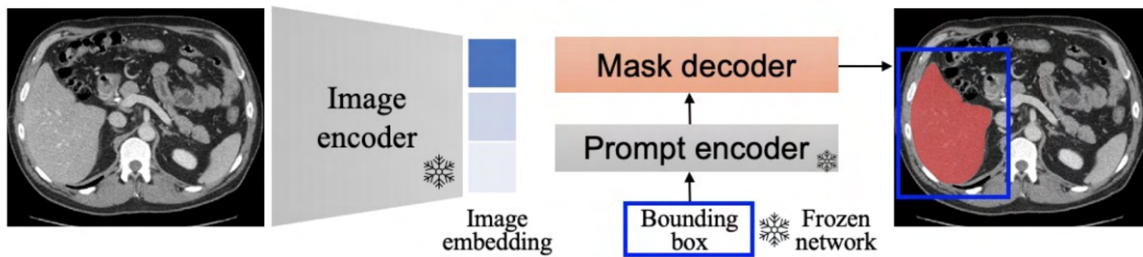 Image
encoder
Image
embedding
Mask decoder
Prompt encoder
Bounding
box
Frozen
network